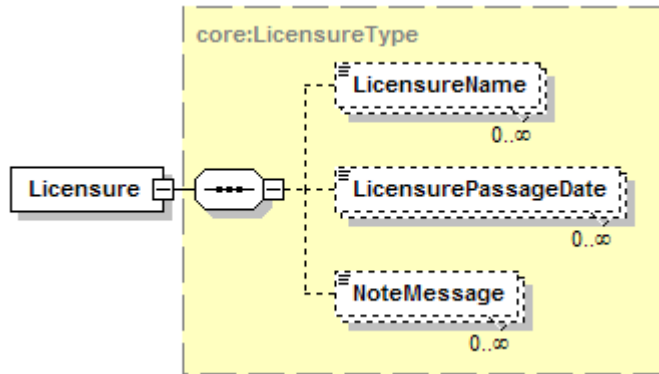 core:LicensureType
LicensureName
0..∞
Licensure
LicensurePassageDate
0..∞
NoteMessage
0..∞